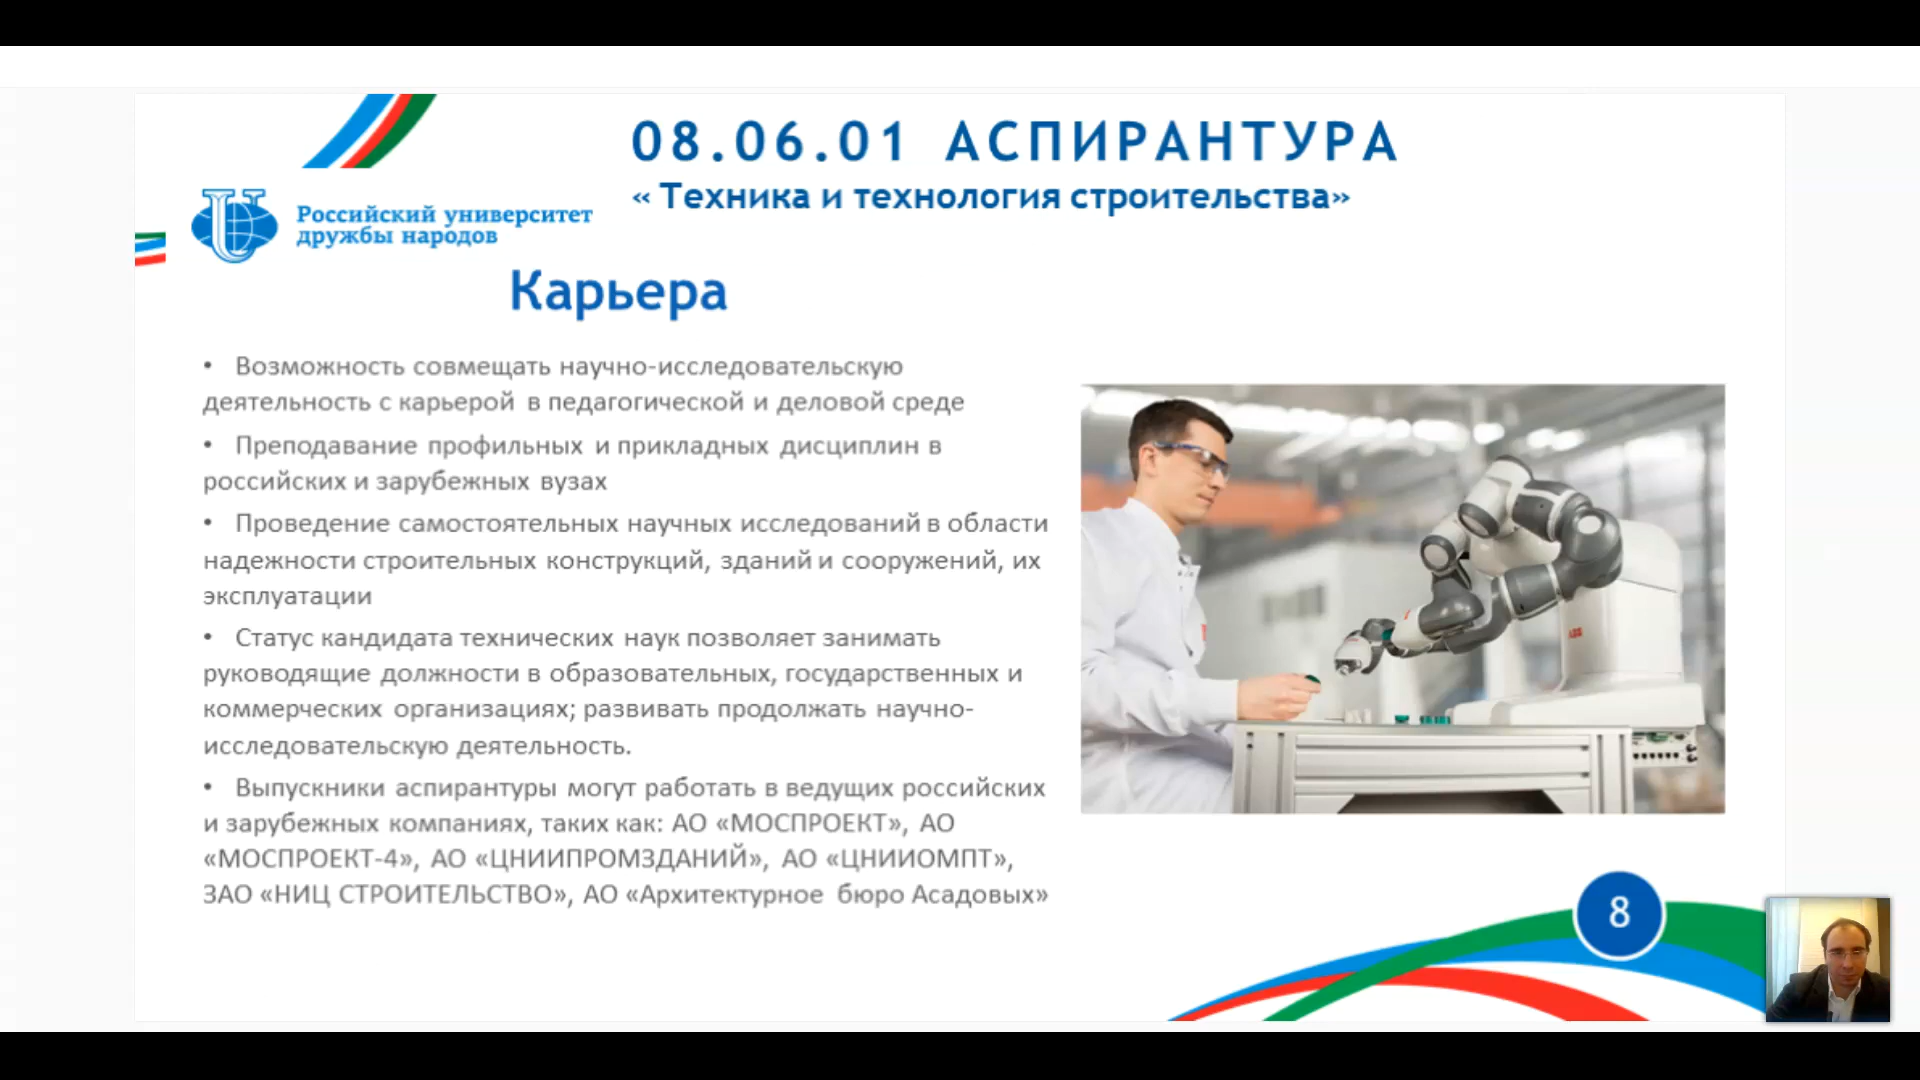 08.06.01 АСПИРАНТУРА
« Техника и технология строительства»
Российский университет
дружбы народов
Карьера
• Возможность совмещать научно-исследовательскую
деятельность с карьерой в педагогической и деловой среде
• Преподавание профильных и прикладных дисциплин в
российских и зарубежных вузах
• Проведение самостоятельных научных исследований в области
надежности строительных конструкций, зданий и сооружений, их
эксплуатации
• Статус кандидата технических наук позволяет занимать
руководящие должности в образовательных, государственных и
коммерческих организациях; развивать продолжать научно-
исследовательскую деятельность.
• Выпускники аспирантуры могут работать в ведущих российских
и зарубежных компаниях, таких как: АО «МОСПРОЕКТ», АО
«МОСПРОЕКТ-4», АО «ЦНИИПРОМЗДАНИЙ», АО «ЦНИИОМПТ»,
ЗАО «НИЦ СТРОИТЕЛЬСТВО», АО «Архитектурное бюро Асадовых»
ABB
8